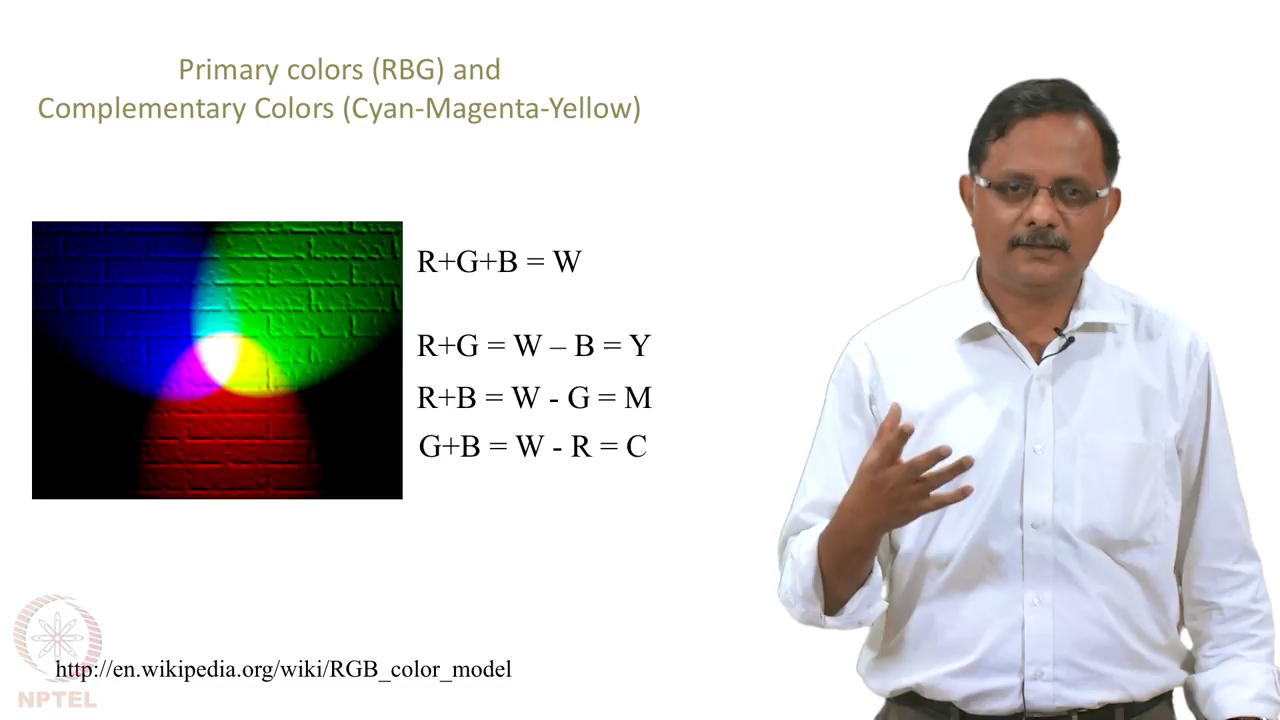 Primary colors (RBG) and
Complementary Colors (Cyan-Magenta-Yellow)
R+G+B = W
R+G = W – B = Y
R+B = W - G = M
G+B = W - R = C
http://en.wikipedia.org/wiki/RGB_color_model
NPTEL